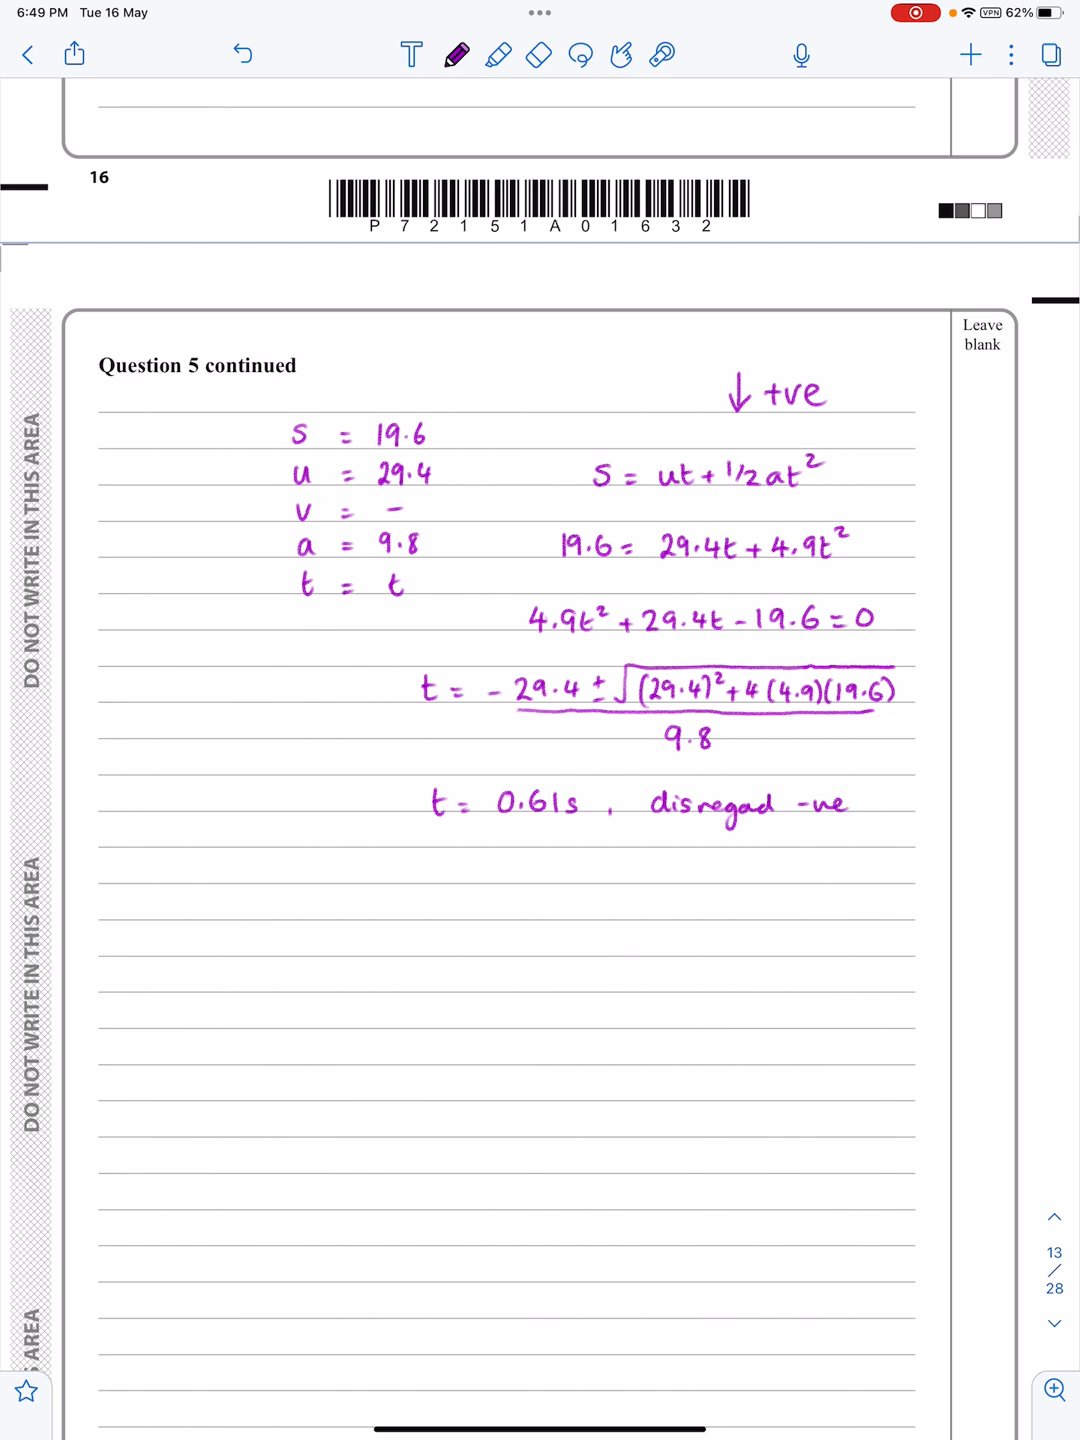 6:49 PM Tue 16 May
VPN 62%
T
16
P 7 2 1 5 1 A 0 1 6 3 2
Leave
blank
Question 5 continued
↓ +ve
S = 19.6
u = 29.4
S = ut + 1/2 at²
v = -
a = 9.8
19.6 = 29.4t + 4.9t²
t = t
4.9t² + 29.4t - 19.6 = 0
t = - 29.4 ± √(29.4)² + 4 (4.9)(19.6)
9.8
t = 0.61s , disregad -ve
DO NOT WRITE IN THIS AREA
DO NOT WRITE IN THIS AREA
S AREA
13
/
28